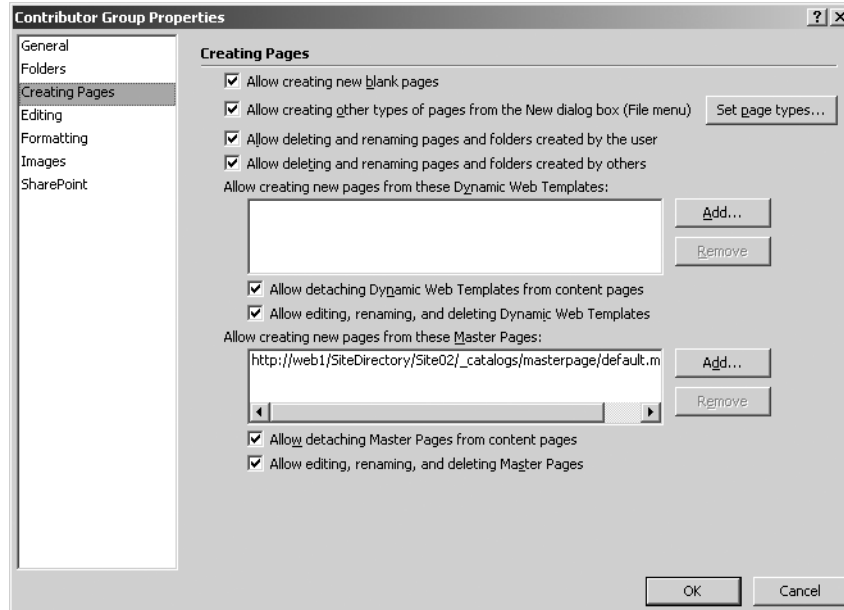 Contributor Group Properties
General
Folders
Creating Pages
Editing
Formatting
Images
SharePoint
Creating Pages
Allow creating new blank pages
Allow creating other types of pages from the New dialog box (File menu)
Set page types...
Allow deleting and renaming pages and folders created by the user
Allow deleting and renaming pages and folders created by others
Allow creating new pages from these Dynamic Web Templates:
Add...
Remove
Allow detaching Dynamic Web Templates from content pages
Allow editing, renaming, and deleting Dynamic Web Templates
Allow creating new pages from these Master Pages:
http://web1/SiteDirectory/Site02/_catalogs/masterpage/default.m
Add...
Remove
Allow detaching Master Pages from content pages
Allow editing, renaming, and deleting Master Pages
OK
Cancel